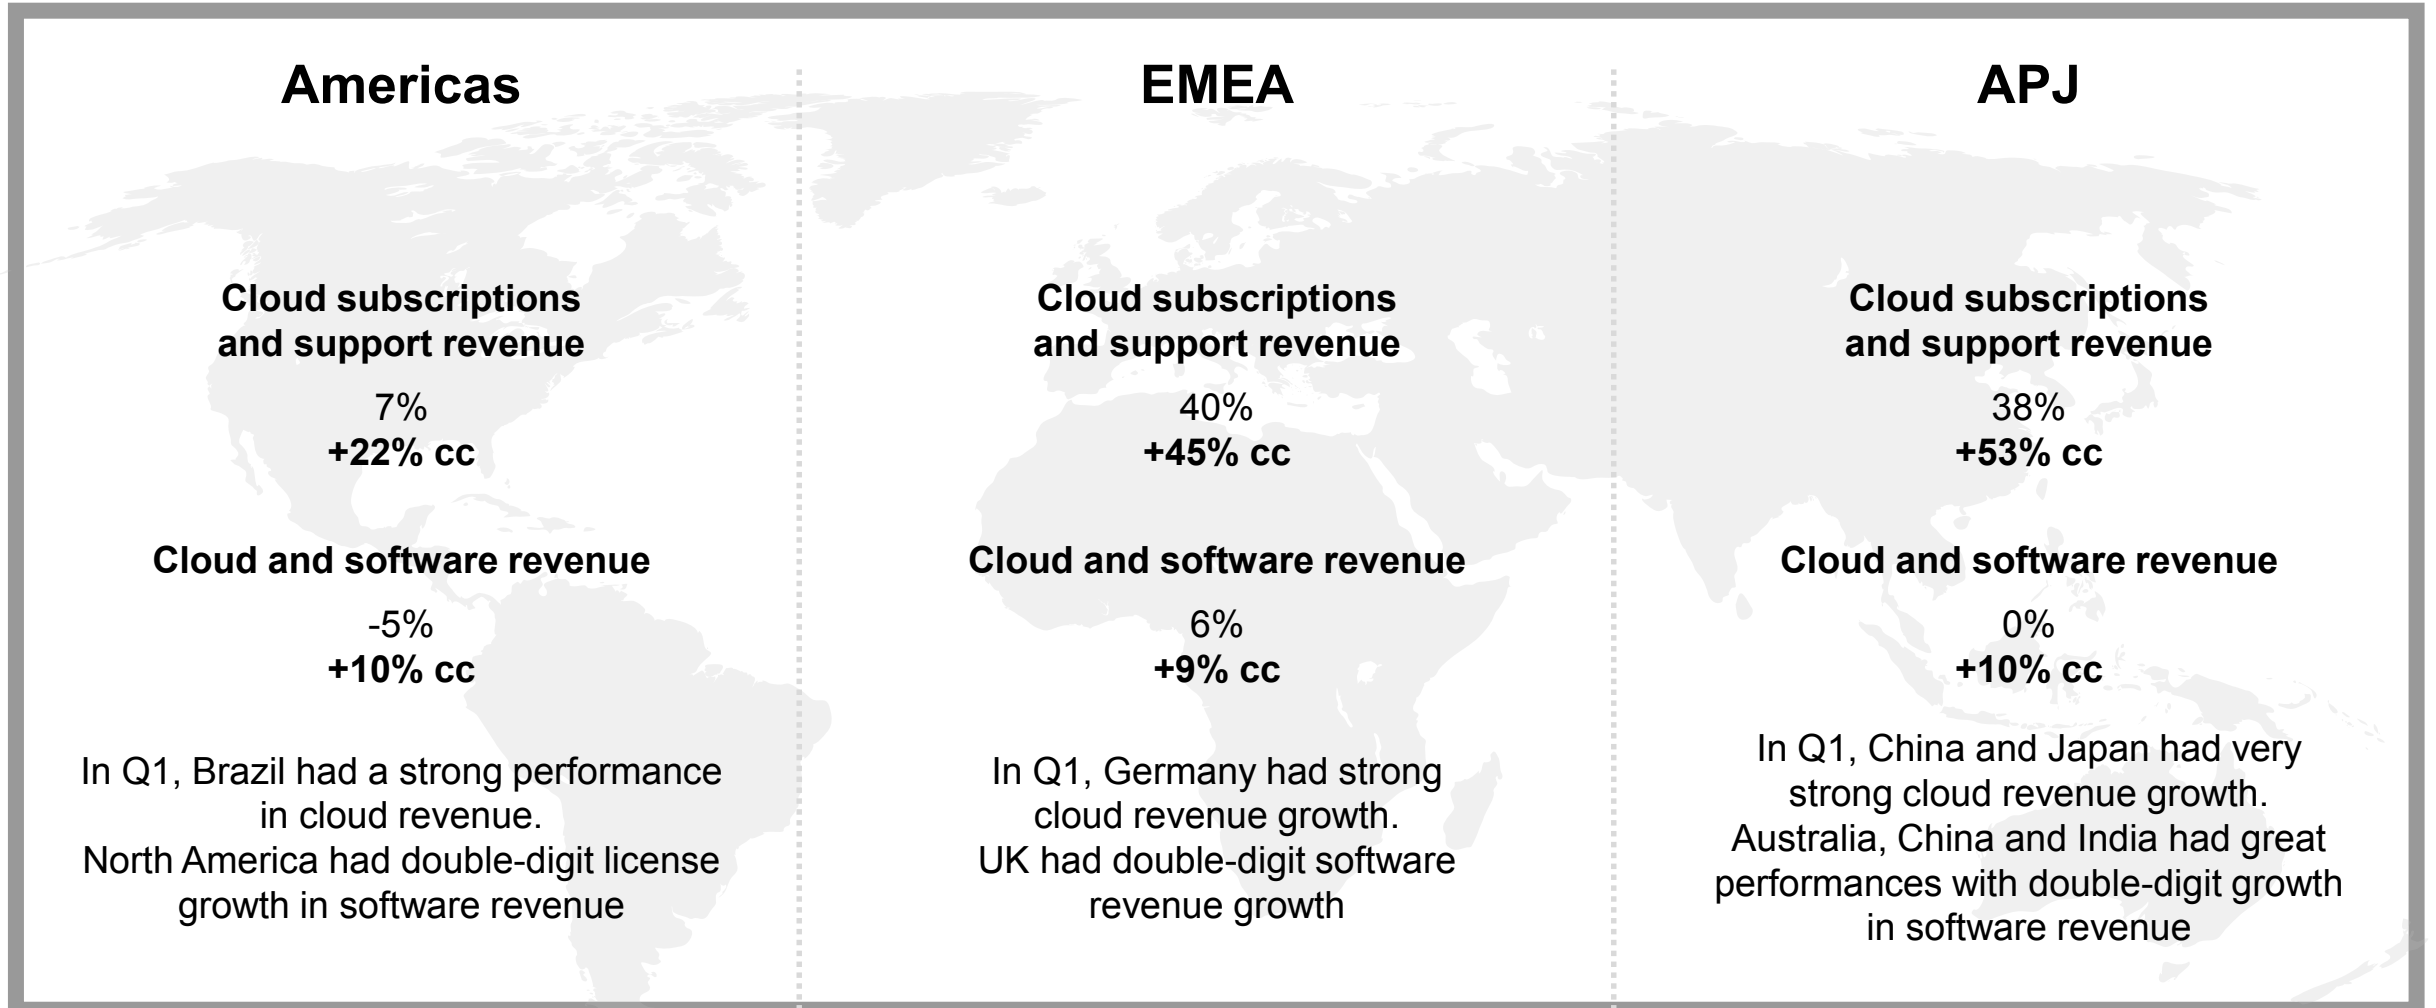 Americas
Cloud subscriptions
and support revenue
7%
+22% cc
Cloud and software revenue
-5%
+10% cc
In Q1, Brazil had a strong performance
in cloud revenue.
North America had double-digit license
growth in software revenue
EMEA
Cloud subscriptions
and support revenue
40%
+45% cc
Cloud and software revenue
6%
+9% cc
In Q1, Germany had strong
cloud revenue growth.
UK had double-digit software
revenue growth
APJ
Cloud subscriptions
and support revenue
38%
+53% cc
Cloud and software revenue
0%
+10% cc
In Q1, China and Japan had very
strong cloud revenue growth.
Australia, China and India had great
performances with double-digit growth
in software revenue